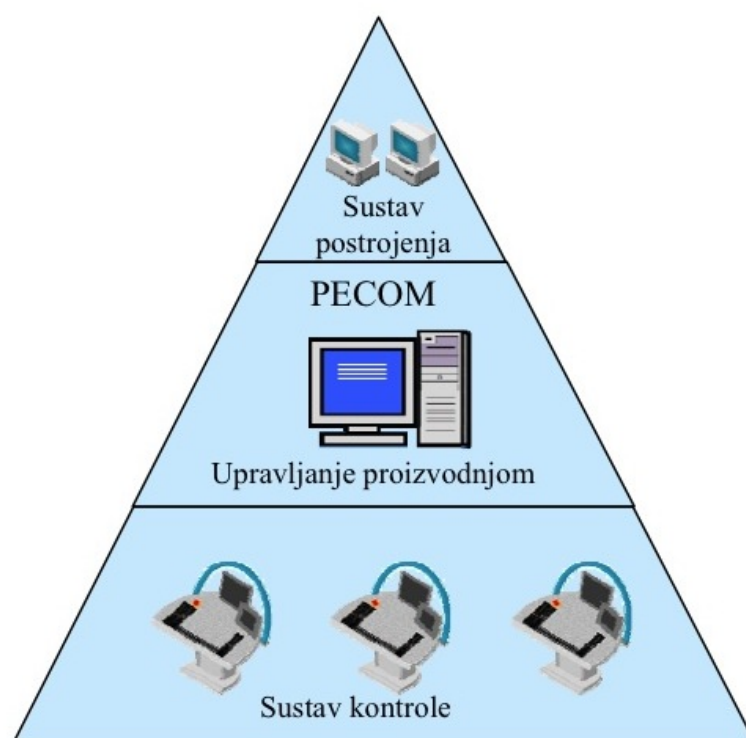 Sustav
postrojenja
PECOM
Upravljanje proizvodnjom
Sustav kontrole